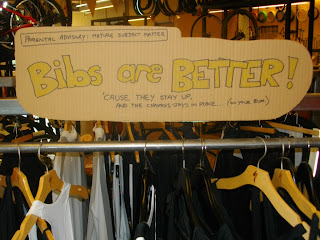 PARENTAL ADVISORY: MATURE SUBJECT MATTER
Bibs are BETTER!
'CAUSE, THEY STAY UP,
AND THE CHAMOIS STAYS IN PLACE... (ON YOUR BUM)